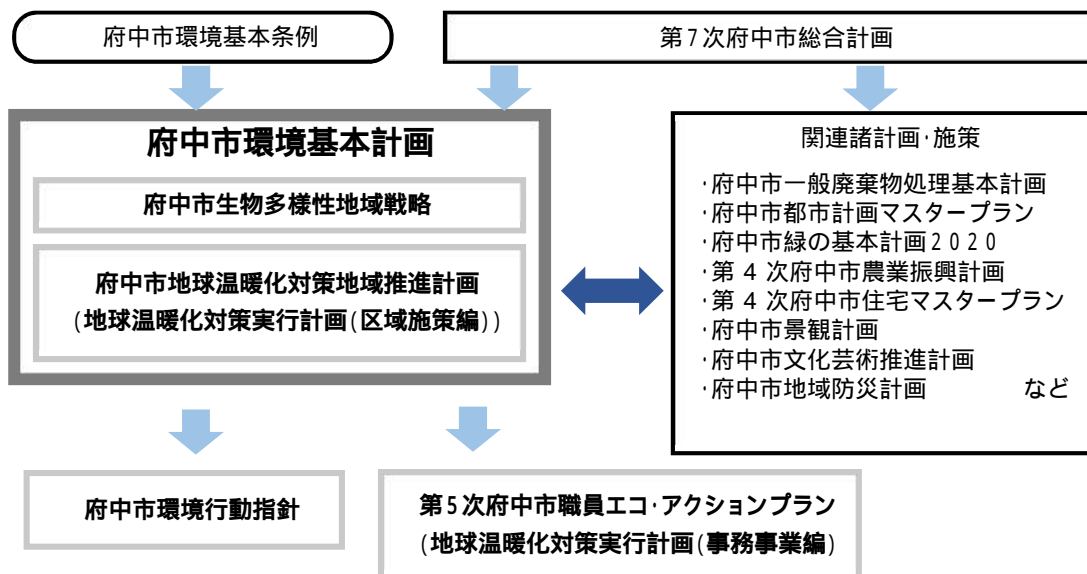 府中市環境基本条例
第7次府中市総合計画
府中市環境基本計画
府中市生物多様性地域戦略
府中市地球温暖化対策地域推進計画
(地球温暖化対策実行計画(区域施策編))
関連諸計画·施策
·府中市一般廃棄物処理基本計画
·府中市都市計画マスタープラン
·府中市緑の基本計画2020
·第4次府中市農業振興計画
·第4次府中市住宅マスタープラン
·府中市景観計画
·府中市文化芸術推進計画
·府中市地域防災計画 など
府中市環境行動指針
第5次府中市職員エコ·アクションプラン
(地球温暖化対策実行計画(事務事業編)